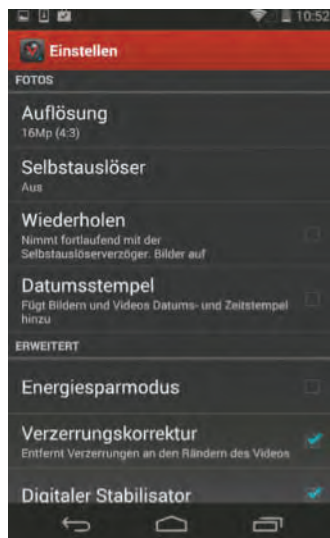 10:52
Einstellen
FOTOS
Auflösung
16Mp (4:3)
Selbstauslöser
Aus
Wiederholen
Nimmt fortlaufend mit der
Selbstauslöserverzöger. Bilder auf
Datumsstempel
Fügt Bildern und Videos Datums- und Zeitstempel
hinzu
ERWEITERT
Energiesparmodus
Verzerrungskorrektur
Entfernt Verzerrungen an den Rändern des Videos
Digitaler Stabilisator